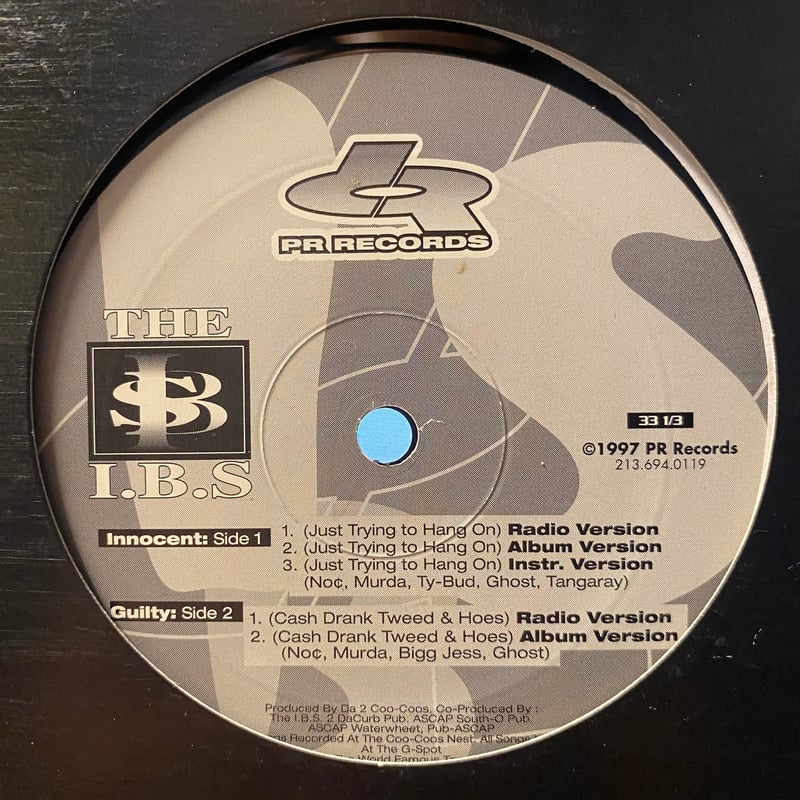 PR RECORDS
THE
ISB
I.B.S
33 1/3
©1997 PR Records
213.694.0119
Innocent: Side 1
1. (Just Trying to Hang On) Radio Version
2. (Just Trying to Hang On) Album Version
3. (Just Trying to Hang On) Instr. Version
(No¢, Murda, Ty-Bud, Ghost, Tangaray)
Guilty: Side 2
1. (Cash Drank Tweed & Hoes) Radio Version
2. (Cash Drank Tweed & Hoes) Album Version
(No¢, Murda, Bigg Jess, Ghost)
Produced By Da 2 Coo-Coos, Co-Produced By :
The I.B.S. 2 DaCurb Pub. ASCAP South-O Pub.
ASCAP Waterwheel, Pub-ASCAP
Recorded At The Coo-Coos Nest; All Songs
At The G-Spot
World Famous